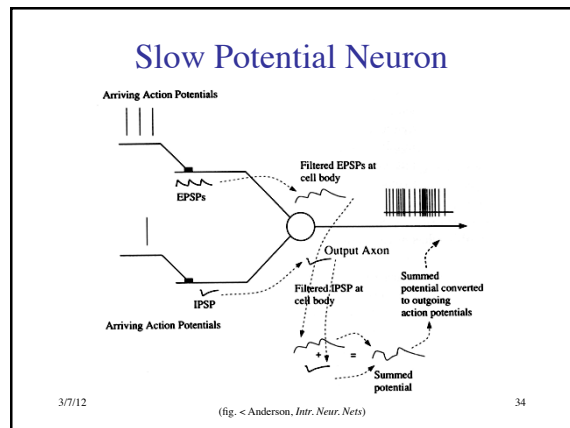 Slow Potential Neuron
Arriving Action Potentials
EPSPs
Filtered EPSPs at
cell body
Output Axon
IPSP
Filtered IPSP at
cell body
Arriving Action Potentials
Summed
potential converted
to outgoing
action potentials
+
=
Summed
potential
3/7/12
(fig. < Anderson, Intr. Neur. Nets)
34